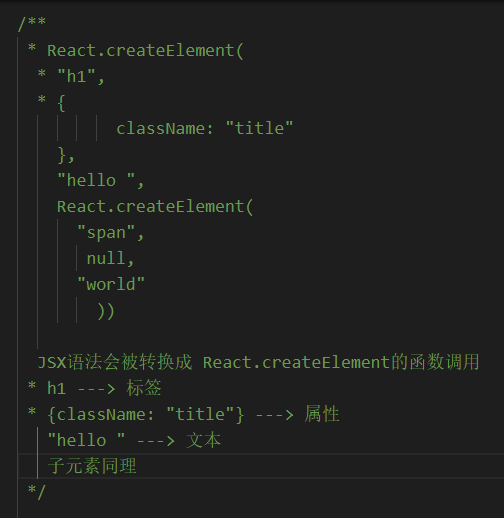 /**
* React.createElement(
* "h1",
* {
className: "title"
},
"hello ",
React.createElement(
"span",
null,
"world"
))
JSX语法会被转换成 React.createElement的函数调用
* h1 ---> 标签
* {className: "title"} ---> 属性
"hello " ---> 文本
子元素同理
*/